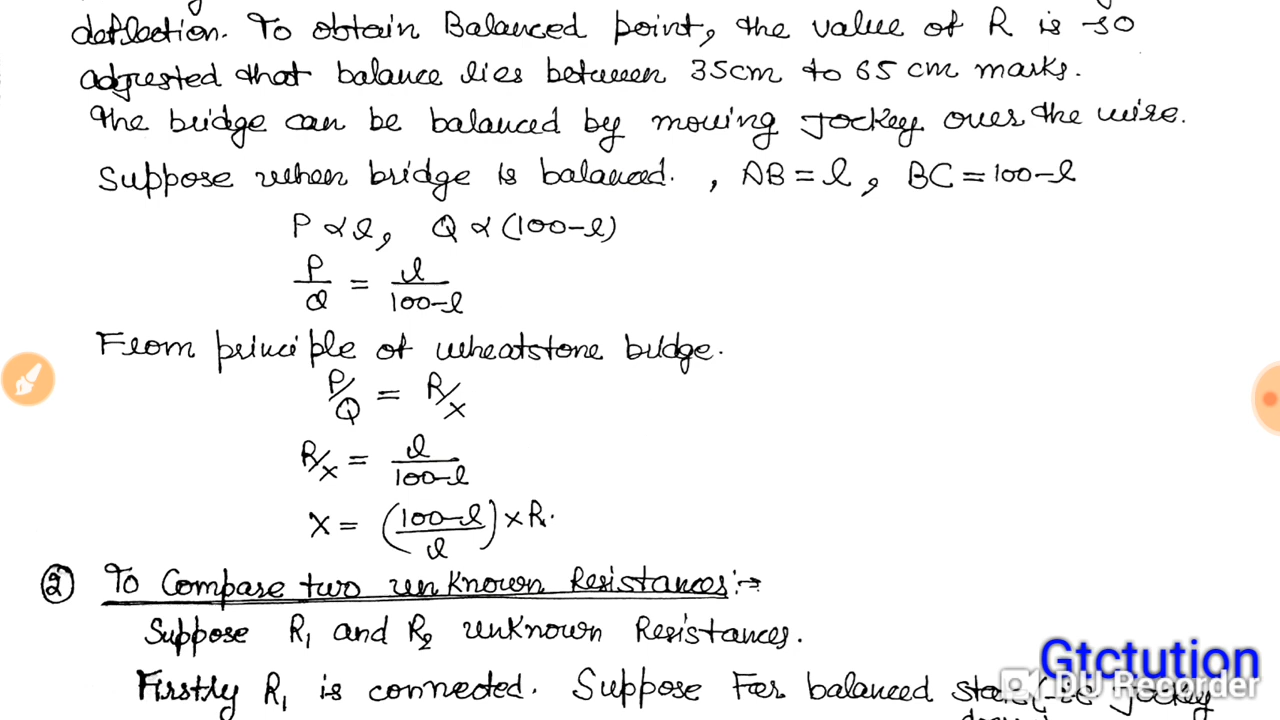 deflection. To obtain Balanced point, the value of R is so
adjusted that balance lies between 35cm to 65 cm marks.
The bridge can be balanced by moving Jockey over the wire.
Suppose when bridge is balanced. , AB = l, BC = 100-l
P ∝ l, Q ∝ (100-l)
P/Q = l/100-l
From principle of wheatstone bridge.
P/Q = R/X
R/X = l/100-l
X = (100-l/l) × R.
② To Compare two unknown Resistances:→
Suppose R₁ and R₂ unknown Resistances.
Gtctution
Firstly R₁ is connected. Suppose For balanced state, Jockey
DU Recorder